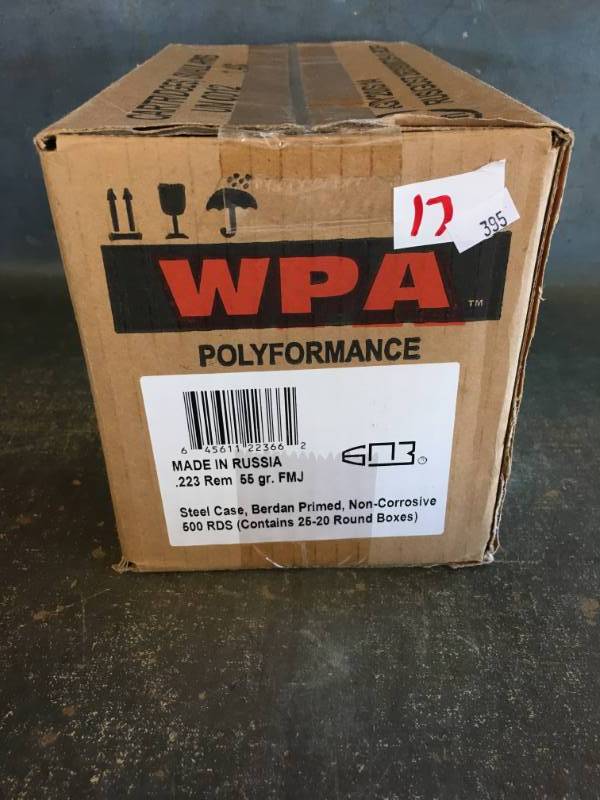 17
395
WPA TM
POLYFORMANCE
6 45611 22366 2
MADE IN RUSSIA
.223 Rem 55 gr. FMJ
Steel Case, Berdan Primed, Non-Corrosive
500 RDS (Contains 25-20 Round Boxes)